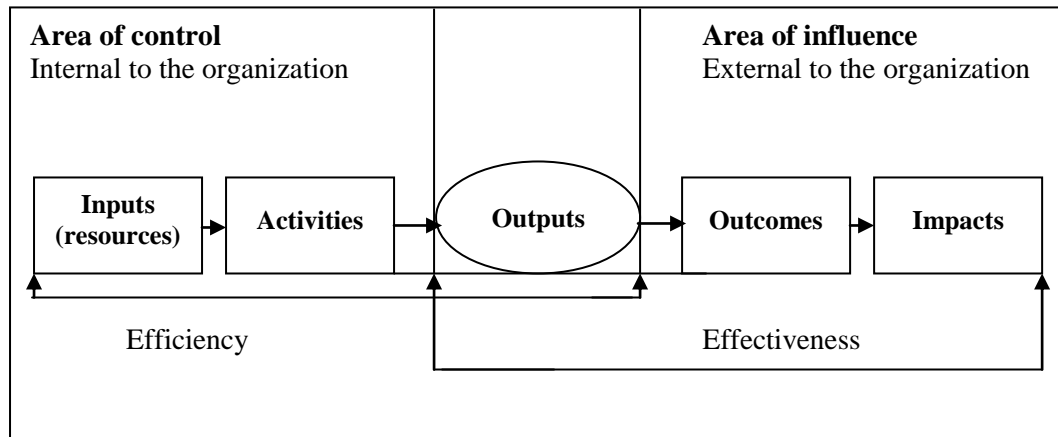 Area of control
Internal to the organization
Area of influence
External to the organization
Inputs
(resources)
Activities
Outputs
Outcomes
Impacts
Efficiency
Effectiveness